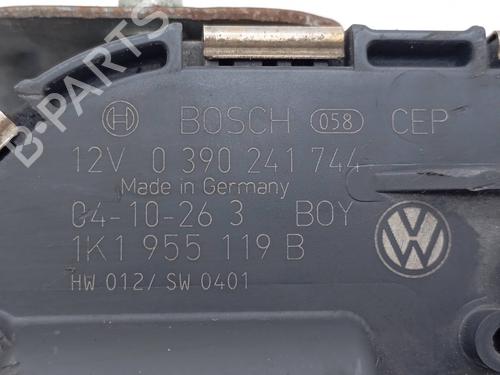 BOSCH 058 CEP
12V 0 390 241 744
Made in Germany
04-10-26 3 BOY
1K1 955 119 B
HW 012/ SW 0401
B-PARTS